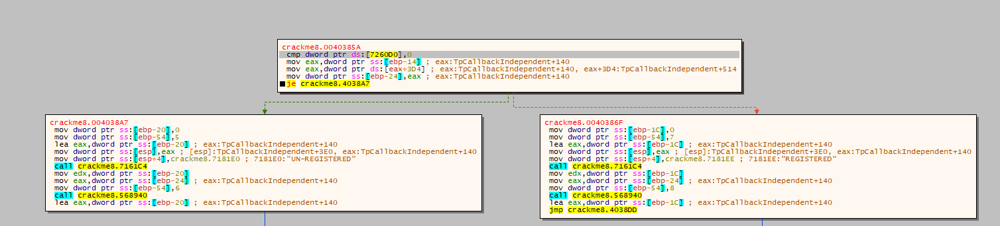 crackme8.0040385A
cmp dword ptr ds:[7260D0],0
mov eax,dword ptr ss:[ebp-14] ; eax:TpCallbackIndependent+140
mov eax,dword ptr ds:[eax+3D4] ; eax:TpCallbackIndependent+140, eax+3D4:TpCallbackIndependent+514
mov dword ptr ss:[ebp-24],eax ; eax:TpCallbackIndependent+140
je crackme8.4038A7
crackme8.004038A7
mov dword ptr ss:[ebp-20],0
mov dword ptr ss:[ebp-54],5
lea eax,dword ptr ss:[ebp-20] ; eax:TpCallbackIndependent+140
mov dword ptr ss:[esp],eax ; [esp]:TpCallbackIndependent+3E0, eax:TpCallbackIndependent+140
mov dword ptr ss:[esp+4],crackme8.7181E0 ; 7181E0:"UN-REGISTERED"
call crackme8.7161C4
mov edx,dword ptr ss:[ebp-20]
mov eax,dword ptr ss:[ebp-24] ; eax:TpCallbackIndependent+140
mov dword ptr ss:[ebp-54],6
call crackme8.568940
lea eax,dword ptr ss:[ebp-20] ; eax:TpCallbackIndependent+140
crackme8.0040386F
mov dword ptr ss:[ebp-1C],0
mov dword ptr ss:[ebp-54],7
lea eax,dword ptr ss:[ebp-1C] ; eax:TpCallbackIndependent+140
mov dword ptr ss:[esp],eax ; [esp]:TpCallbackIndependent+3E0, eax:TpCallbackIndependent+140
mov dword ptr ss:[esp+4],crackme8.7181EE ; 7181EE:"REGISTERED"
call crackme8.7161C4
mov edx,dword ptr ss:[ebp-1C]
mov eax,dword ptr ss:[ebp-24] ; eax:TpCallbackIndependent+140
mov dword ptr ss:[ebp-54],8
call crackme8.568940
lea eax,dword ptr ss:[ebp-1C] ; eax:TpCallbackIndependent+140
jmp crackme8.4038DD